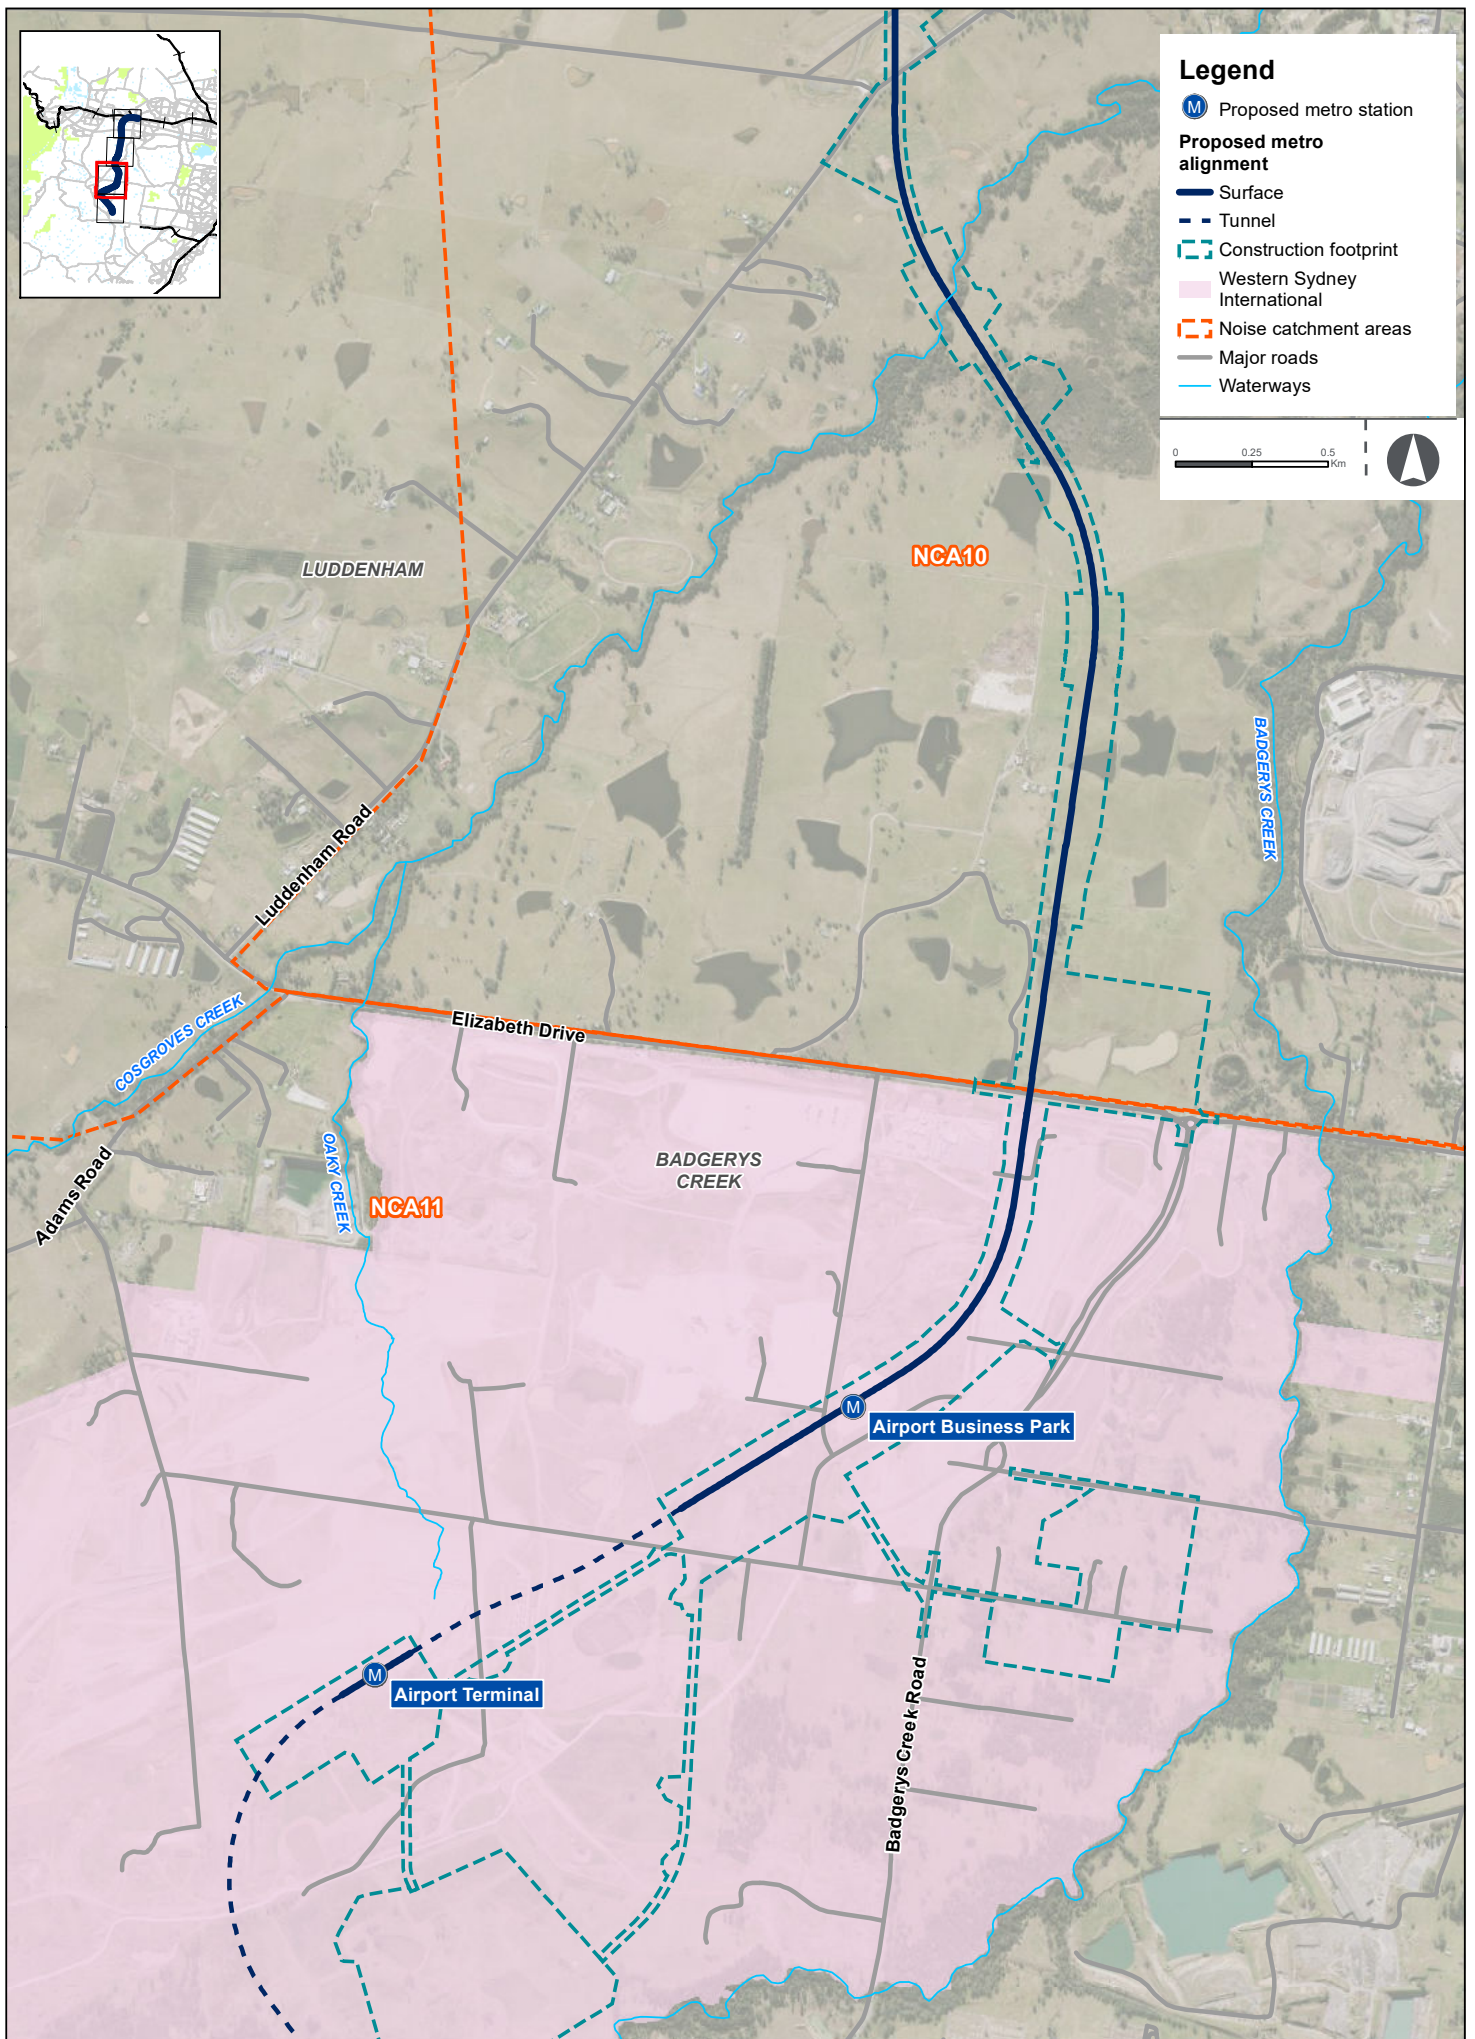 Legend
M Proposed metro station
Proposed metro
alignment
Surface
Tunnel
Construction footprint
Western Sydney
International
Noise catchment areas
Major roads
Waterways
0 0.25 0.5
Km
NCA10
LUDDENHAM
BADGERYS CREEK
Luddenham Road
COSGROVES CREEK
Elizabeth Drive
OAKY CREEK
Adams Road
BADGERYS
CREEK
NCA11
M
Airport Business Park
M
Airport Terminal
Badgerys Creek Road